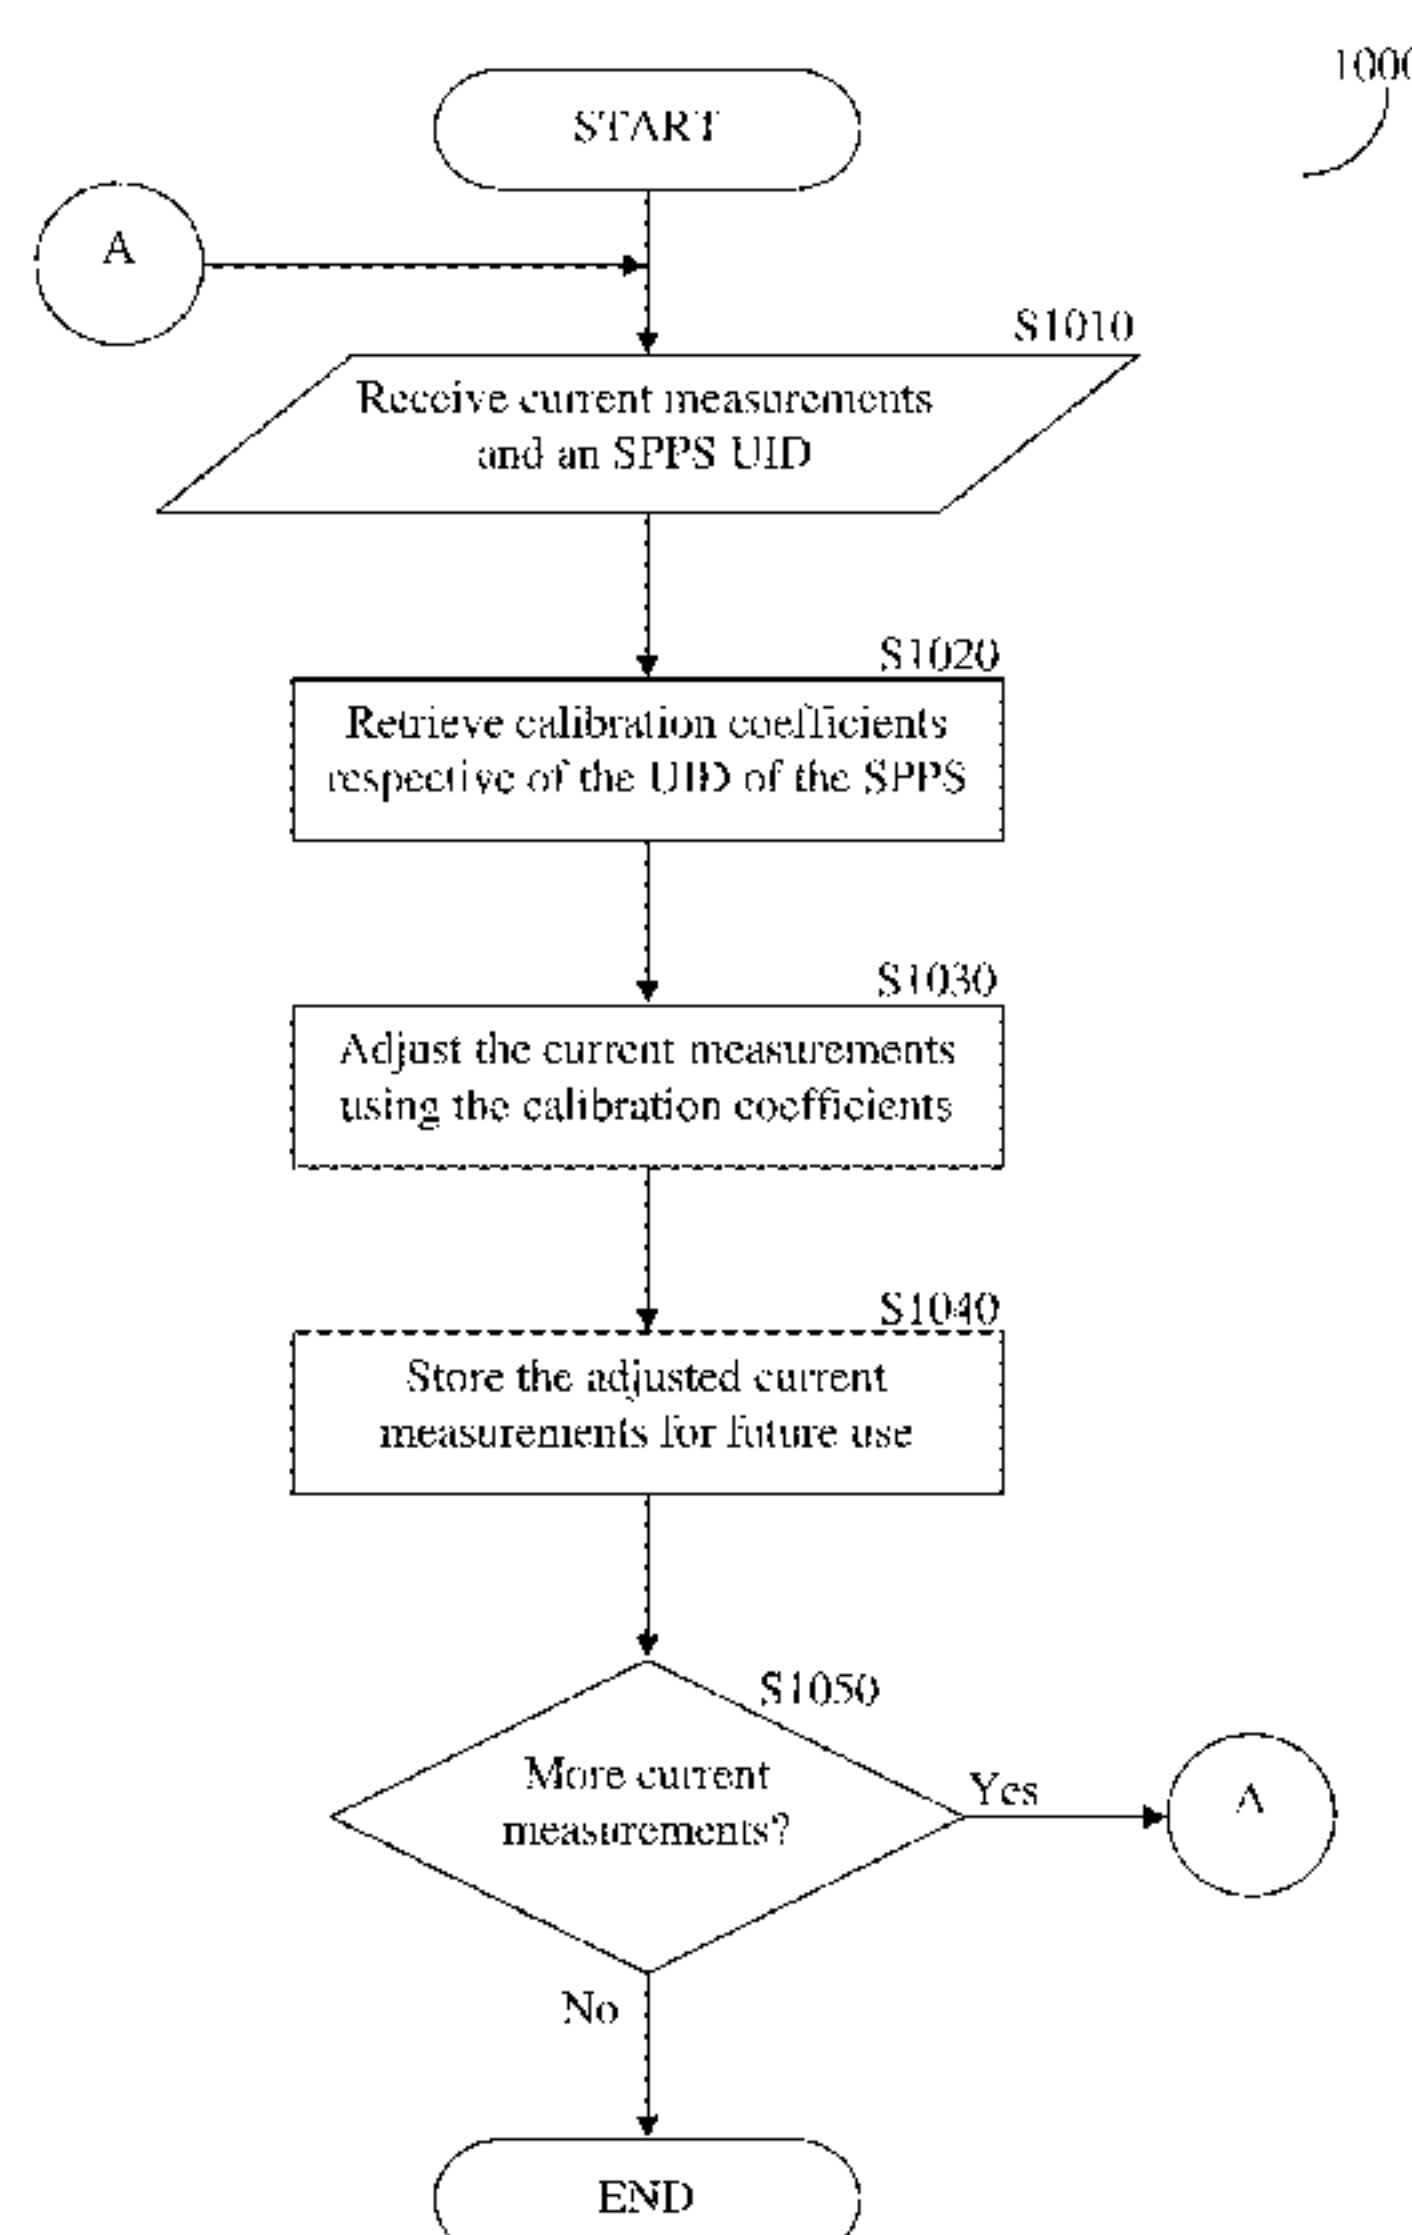 1000
START
A
S1010
Receive current measurements
and an SPPS UID
S1020
Retrieve calibration coefficients
respective of the UID of the SPPS
S1030
Adjust the current measurements
using the calibration coefficients
S1040
Store the adjusted current
measurements for future use
S1050
More current
measurements?
Yes
A
No
END